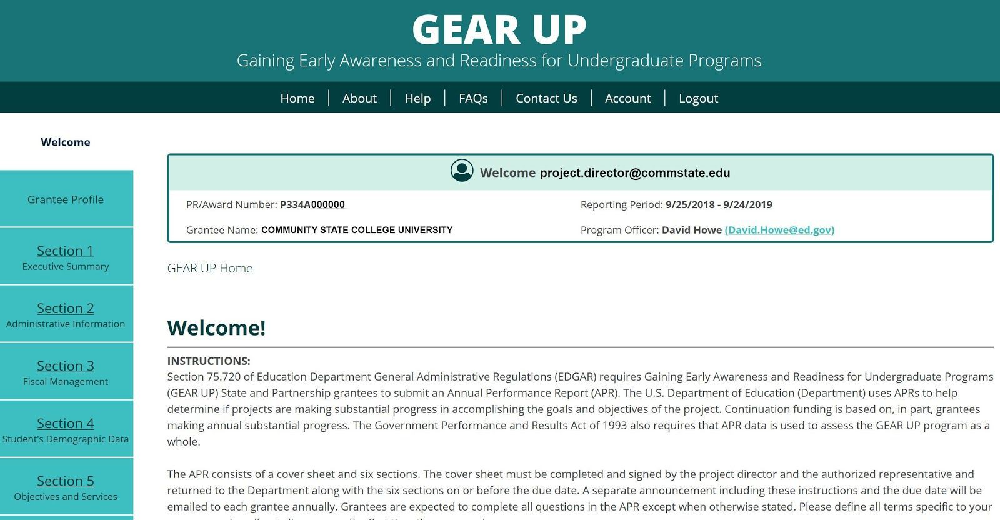 GEAR UP
Gaining Early Awareness and Readiness for Undergraduate Programs
Home | About | Help | FAQs | Contact Us | Account | Logout
Welcome
Grantee Profile
Section 1
Executive Summary
Section 2
Administrative Information
Section 3
Fiscal Management
Section 4
Student's Demographic Data
Section 5
Objectives and Services
Welcome project.director@commstate.edu
PR/Award Number: P334A000000
Reporting Period: 9/25/2018 - 9/24/2019
Grantee Name: COMMUNITY STATE COLLEGE UNIVERSITY
Program Officer: David Howe (David.Howe@ed.gov)
GEAR UP Home
Welcome!
INSTRUCTIONS:
Section 75.720 of Education Department General Administrative Regulations (EDGAR) requires Gaining Early Awareness and Readiness for Undergraduate Programs
(GEAR UP) State and Partnership grantees to submit an Annual Performance Report (APR). The U.S. Department of Education (Department) uses APRs to help
determine if projects are making substantial progress in accomplishing the goals and objectives of the project. Continuation funding is based on, in part, grantees
making annual substantial progress. The Government Performance and Results Act of 1993 also requires that APR data is used to assess the GEAR UP program as a
whole.
The APR consists of a cover sheet and six sections. The cover sheet must be completed and signed by the project director and the authorized representative and
returned to the Department along with the six sections on or before the due date. A separate announcement including these instructions and the due date will be
emailed to each grantee annually. Grantees are expected to complete all questions in the APR except when otherwise stated. Please define all terms specific to your